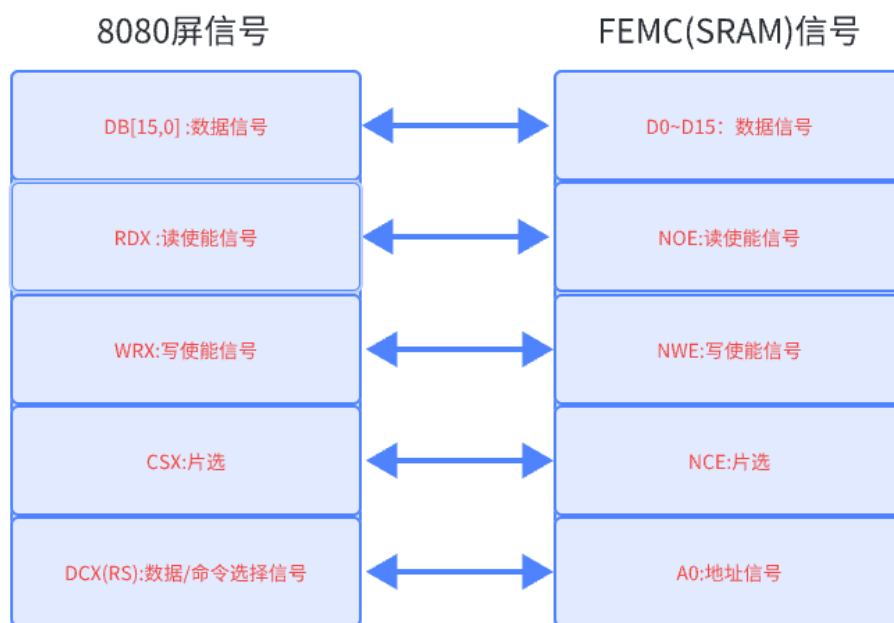 8080屏信号
FEMC(SRAM)信号
DB[15,0] :数据信号
D0~D15：数据信号
RDX :读使能信号
NOE:读使能信号
WRX:写使能信号
NWE:写使能信号
CSX:片选
NCE:片选
DCX(RS):数据/命令选择信号
A0:地址信号